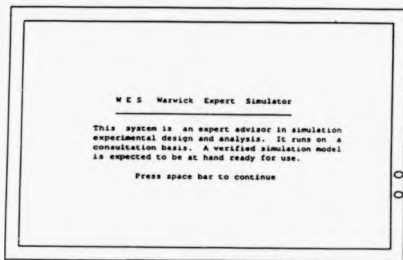 W E S Warwick Expert Simulator
This system is an expert advisor in simulation
experimental design and analysis. It runs on a
consultation basis. A verified simulation model
is expected to be at hand ready for use.
Press space bar to continue